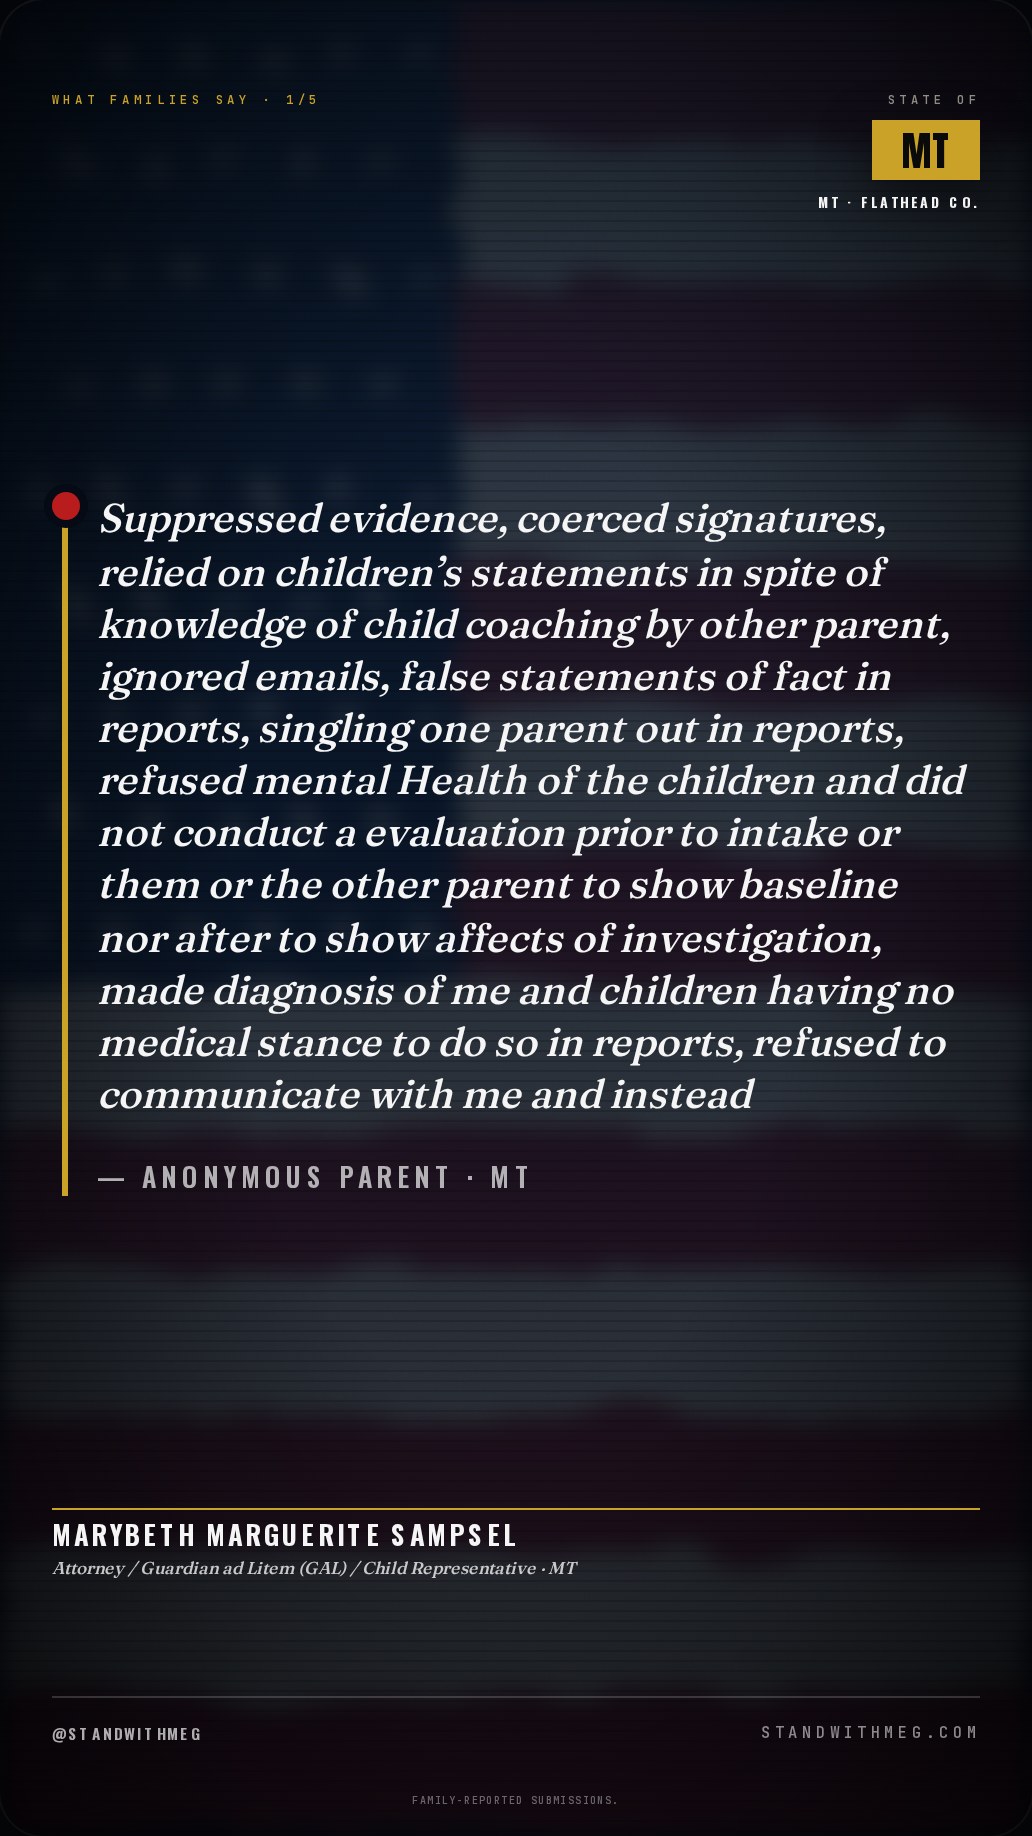 WHAT FAMILIES SAY · 1/5
STATE OF
MT
MT · FLATHEAD CO.
Suppressed evidence, coerced signatures,
relied on children’s statements in spite of
knowledge of child coaching by other parent,
ignored emails, false statements of fact in
reports, singling one parent out in reports,
refused mental Health of the children and did
not conduct a evaluation prior to intake or
them or the other parent to show baseline
nor after to show affects of investigation,
made diagnosis of me and children having no
medical stance to do so in reports, refused to
communicate with me and instead
— ANONYMOUS PARENT · MT
MARYBETH MARGUERITE SAMPSEL
Attorney / Guardian ad Litem (GAL) / Child Representative · MT
@STANDWITHMEG
STANDWITHMEG.COM
FAMILY-REPORTED SUBMISSIONS.